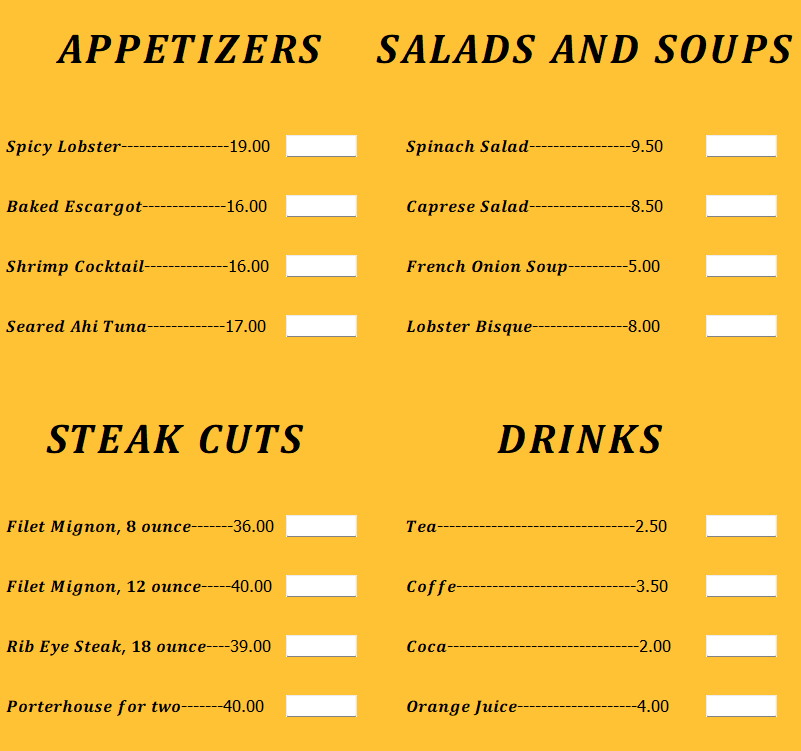 APPETIZERS
Spicy Lobster------------------19.00
Baked Escargot--------------16.00
Shrimp Cocktail--------------16.00
Seared Ahi Tuna-------------17.00
SALADS AND SOUPS
Spinach Salad-----------------9.50
Caprese Salad-----------------8.50
French Onion Soup----------5.00
Lobster Bisque----------------8.00
STEAK CUTS
Filet Mignon, 8 ounce-------36.00
Filet Mignon, 12 ounce-----40.00
Rib Eye Steak, 18 ounce----39.00
Porterhouse for two-------40.00
DRINKS
Tea---------------------------------2.50
Coffe------------------------------3.50
Coca--------------------------------2.00
Orange Juice--------------------4.00